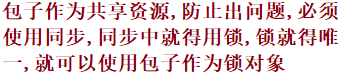 包子作为共享资源,防止出问题,必须
使用同步,同步中就得用锁,锁就得唯
一,就可以使用包子作为锁对象